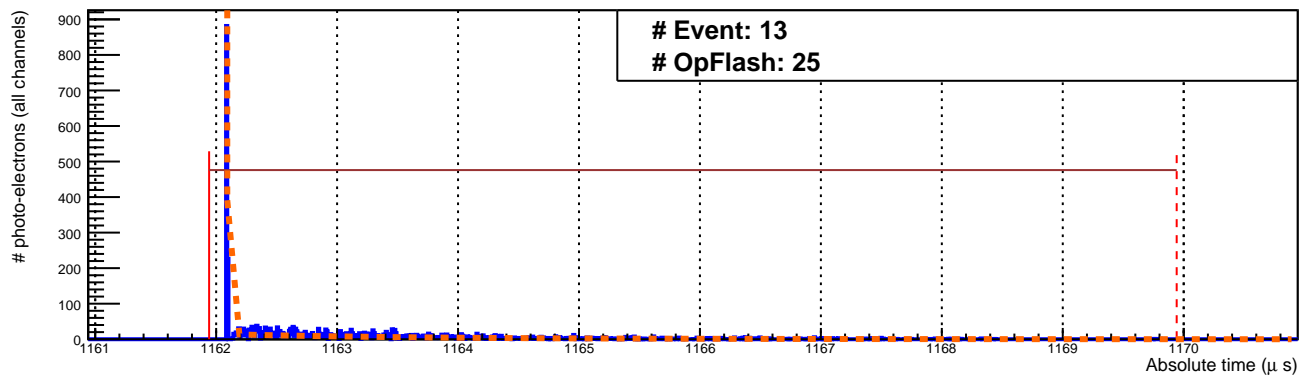 # Event: 13
# OpFlash: 25
# photo-electrons (all channels)
900
800
700
600
500
400
300
200
100
0
1161 1162 1163 1164 1165 1166 1167 1168 1169 1170
Absolute time (μ s)